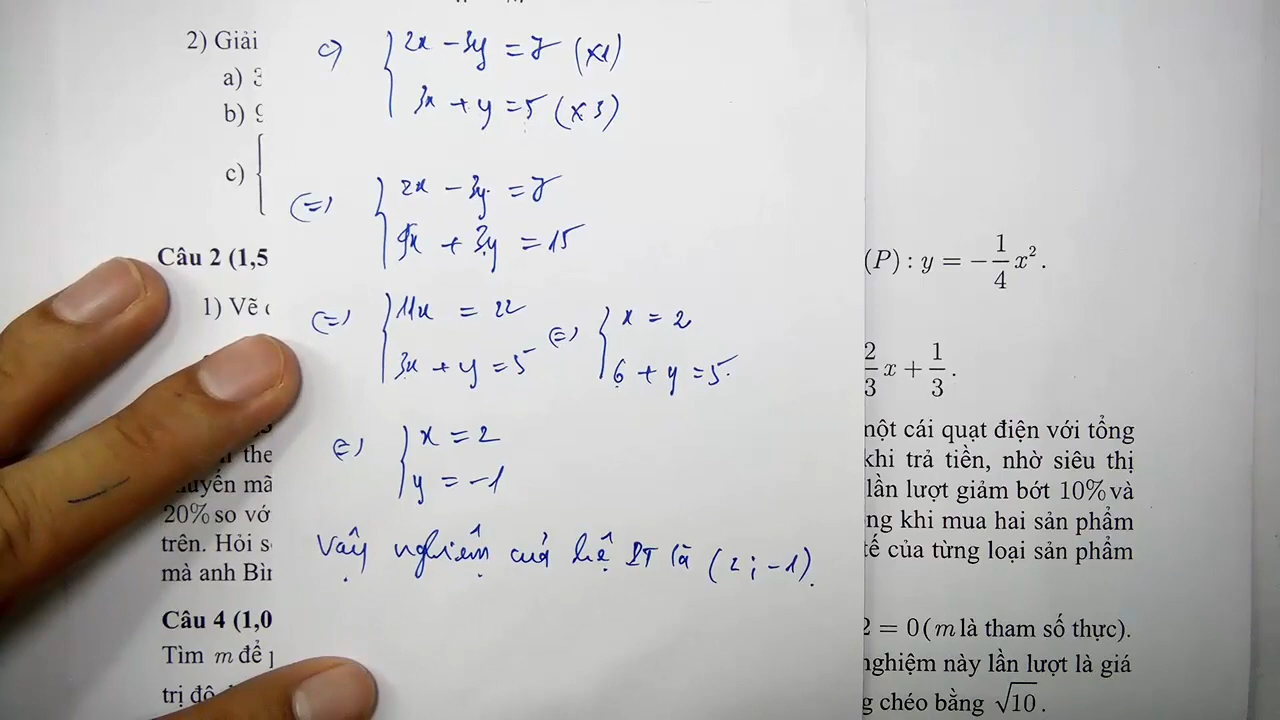 2) Giải
a) 3
b) 9
c) {
c) { 2x - 3y = 7 (x1)
3x + y = 5 (x3)
(=) { 2x - 3y = 7
9x + 3y = 15
(=) { 11x = 22
3x + y = 5
(=) { x = 2
6 + y = 5.
(=) { x = 2
y = -1
Vậy nghiệm của hệ PT là (2; -1).
Câu 2 (1,5
(P) : y = -1/4 x².
1) Vẽ
2/3 x + 1/3.
một cái quạt điện với tổng
the
khi trả tiền, nhờ siêu thị
lần lượt giảm bớt 10% và
20% so vớ
ng khi mua hai sản phẩm
trên. Hỏi s
tế của từng loại sản phẩm
mà anh Bìn
Câu 4 (1,0
2 = 0 (m là tham số thực).
Tìm m để p
nghiệm này lần lượt là giá
trị độ
g chéo bằng √10.